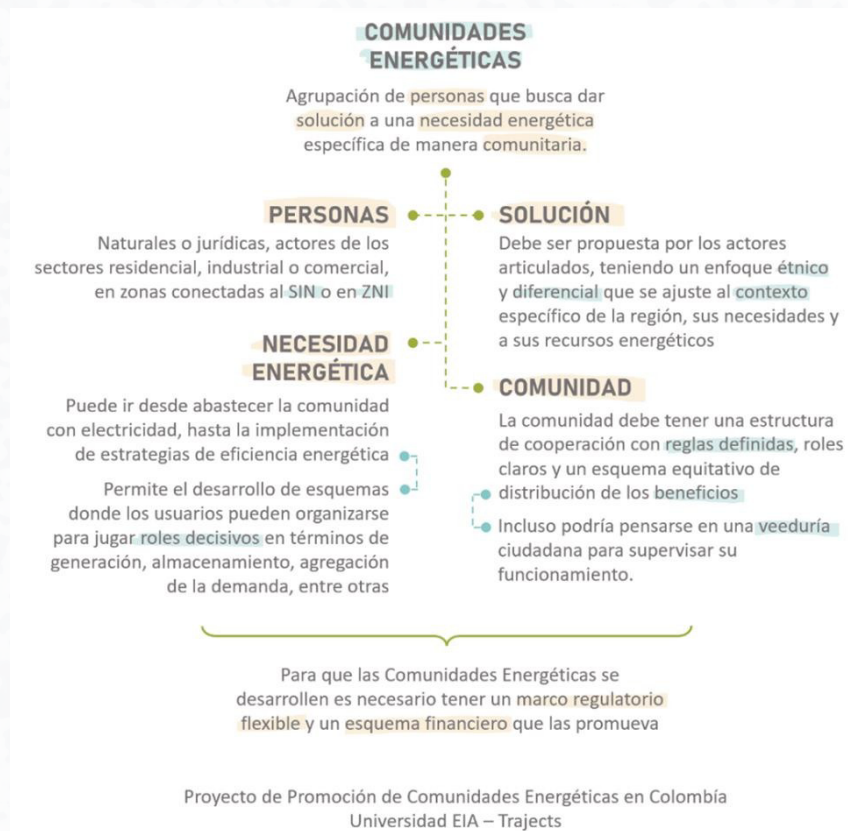 COMUNIDADES
ENERGÉTICAS
Agrupación de personas que busca dar
solución a una necesidad energética
específica de manera comunitaria.
PERSONAS
Naturales o jurídicas, actores de los
sectores residencial, industrial o comercial,
en zonas conectadas al SIN o en ZNI
SOLUCIÓN
Debe ser propuesta por los actores
articulados, teniendo un enfoque étnico
y diferencial que se ajuste al contexto
específico de la región, sus necesidades y
a sus recursos energéticos
NECESIDAD
ENERGÉTICA
Puede ir desde abastecer la comunidad
con electricidad, hasta la implementación
de estrategias de eficiencia energética
Permite el desarrollo de esquemas
donde los usuarios pueden organizarse
para jugar roles decisivos en términos de
generación, almacenamiento, agregación
de la demanda, entre otras
COMUNIDAD
La comunidad debe tener una estructura
de cooperación con reglas definidas, roles
claros y un esquema equitativo de
distribución de los beneficios
Incluso podría pensarse en una veeduría
ciudadana para supervisar su
funcionamiento.
Para que las Comunidades Energéticas se
desarrollen es necesario tener un marco regulatorio
flexible y un esquema financiero que las promueva
Proyecto de Promoción de Comunidades Energéticas en Colombía
Universidad EIA – Trajects